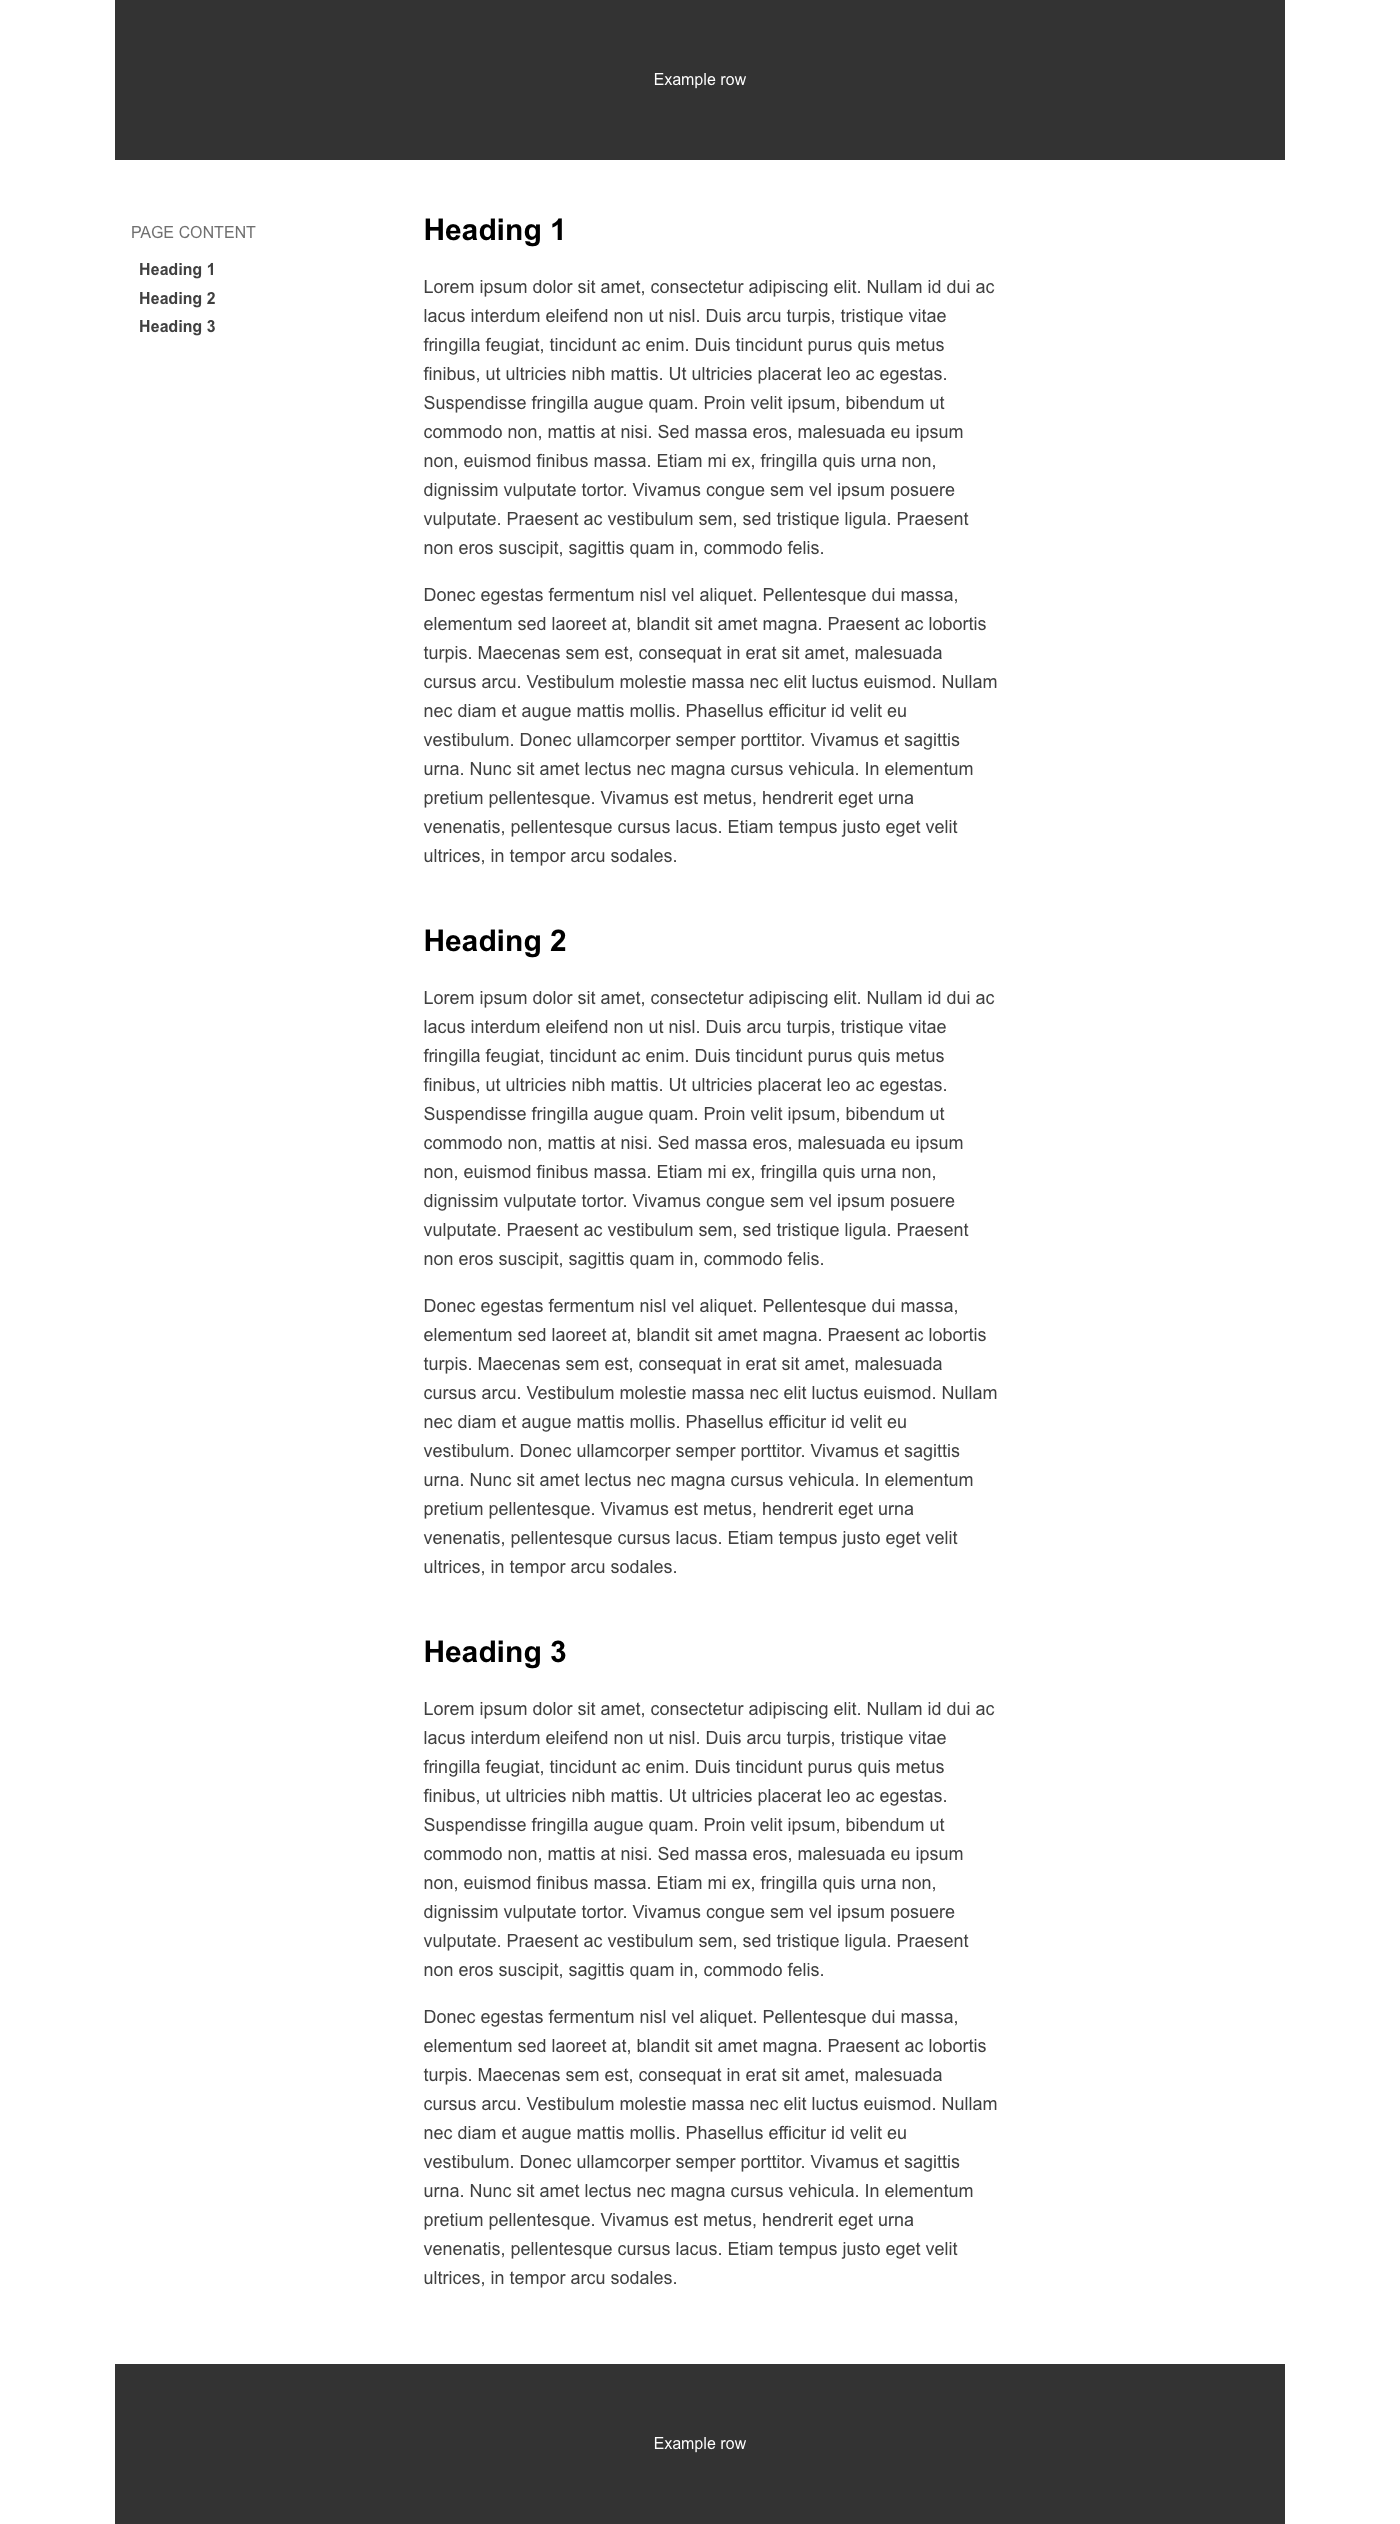 Example row
PAGE CONTENT
Heading 1
Heading 2
Heading 3
Heading 1
Lorem ipsum dolor sit amet, consectetur adipiscing elit. Nullam id dui ac
lacus interdum eleifend non ut nisl. Duis arcu turpis, tristique vitae
fringilla feugiat, tincidunt ac enim. Duis tincidunt purus quis metus
finibus, ut ultricies nibh mattis. Ut ultricies placerat leo ac egestas.
Suspendisse fringilla augue quam. Proin velit ipsum, bibendum ut
commodo non, mattis at nisi. Sed massa eros, malesuada eu ipsum
non, euismod finibus massa. Etiam mi ex, fringilla quis urna non,
dignissim vulputate tortor. Vivamus congue sem vel ipsum posuere
vulputate. Praesent ac vestibulum sem, sed tristique ligula. Praesent
non eros suscipit, sagittis quam in, commodo felis.
Donec egestas fermentum nisl vel aliquet. Pellentesque dui massa,
elementum sed laoreet at, blandit sit amet magna. Praesent ac lobortis
turpis. Maecenas sem est, consequat in erat sit amet, malesuada
cursus arcu. Vestibulum molestie massa nec elit luctus euismod. Nullam
nec diam et augue mattis mollis. Phasellus efficitur id velit eu
vestibulum. Donec ullamcorper semper porttitor. Vivamus et sagittis
urna. Nunc sit amet lectus nec magna cursus vehicula. In elementum
pretium pellentesque. Vivamus est metus, hendrerit eget urna
venenatis, pellentesque cursus lacus. Etiam tempus justo eget velit
ultrices, in tempor arcu sodales.
Heading 2
Lorem ipsum dolor sit amet, consectetur adipiscing elit. Nullam id dui ac
lacus interdum eleifend non ut nisl. Duis arcu turpis, tristique vitae
fringilla feugiat, tincidunt ac enim. Duis tincidunt purus quis metus
finibus, ut ultricies nibh mattis. Ut ultricies placerat leo ac egestas.
Suspendisse fringilla augue quam. Proin velit ipsum, bibendum ut
commodo non, mattis at nisi. Sed massa eros, malesuada eu ipsum
non, euismod finibus massa. Etiam mi ex, fringilla quis urna non,
dignissim vulputate tortor. Vivamus congue sem vel ipsum posuere
vulputate. Praesent ac vestibulum sem, sed tristique ligula. Praesent
non eros suscipit, sagittis quam in, commodo felis.
Donec egestas fermentum nisl vel aliquet. Pellentesque dui massa,
elementum sed laoreet at, blandit sit amet magna. Praesent ac lobortis
turpis. Maecenas sem est, consequat in erat sit amet, malesuada
cursus arcu. Vestibulum molestie massa nec elit luctus euismod. Nullam
nec diam et augue mattis mollis. Phasellus efficitur id velit eu
vestibulum. Donec ullamcorper semper porttitor. Vivamus et sagittis
urna. Nunc sit amet lectus nec magna cursus vehicula. In elementum
pretium pellentesque. Vivamus est metus, hendrerit eget urna
venenatis, pellentesque cursus lacus. Etiam tempus justo eget velit
ultrices, in tempor arcu sodales.
Heading 3
Lorem ipsum dolor sit amet, consectetur adipiscing elit. Nullam id dui ac
lacus interdum eleifend non ut nisl. Duis arcu turpis, tristique vitae
fringilla feugiat, tincidunt ac enim. Duis tincidunt purus quis metus
finibus, ut ultricies nibh mattis. Ut ultricies placerat leo ac egestas.
Suspendisse fringilla augue quam. Proin velit ipsum, bibendum ut
commodo non, mattis at nisi. Sed massa eros, malesuada eu ipsum
non, euismod finibus massa. Etiam mi ex, fringilla quis urna non,
dignissim vulputate tortor. Vivamus congue sem vel ipsum posuere
vulputate. Praesent ac vestibulum sem, sed tristique ligula. Praesent
non eros suscipit, sagittis quam in, commodo felis.
Donec egestas fermentum nisl vel aliquet. Pellentesque dui massa,
elementum sed laoreet at, blandit sit amet magna. Praesent ac lobortis
turpis. Maecenas sem est, consequat in erat sit amet, malesuada
cursus arcu. Vestibulum molestie massa nec elit luctus euismod. Nullam
nec diam et augue mattis mollis. Phasellus efficitur id velit eu
vestibulum. Donec ullamcorper semper porttitor. Vivamus et sagittis
urna. Nunc sit amet lectus nec magna cursus vehicula. In elementum
pretium pellentesque. Vivamus est metus, hendrerit eget urna
venenatis, pellentesque cursus lacus. Etiam tempus justo eget velit
ultrices, in tempor arcu sodales.
Example row